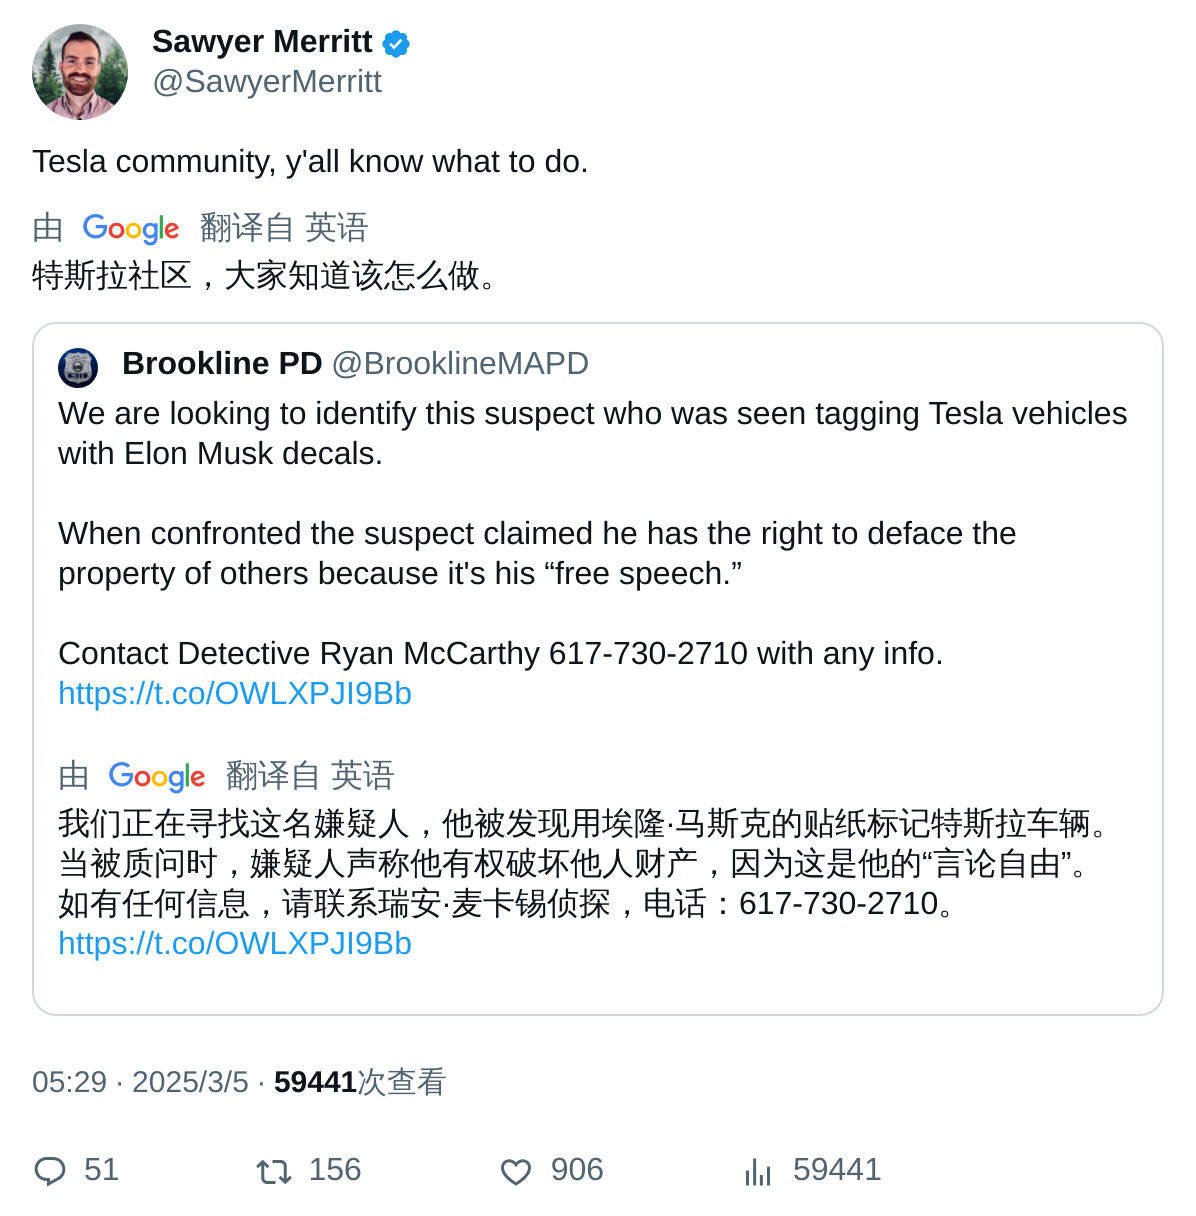 Sawyer Merritt
@SawyerMerritt
Tesla community, y'all know what to do.
由 Google 翻译自 英语
特斯拉社区，大家知道该怎么做。
Brookline PD @BrooklineMAPD
We are looking to identify this suspect who was seen tagging Tesla vehicles
with Elon Musk decals.
When confronted the suspect claimed he has the right to deface the
property of others because it's his “free speech.”
Contact Detective Ryan McCarthy 617-730-2710 with any info.
https://t.co/OWLXPJI9Bb
由 Google 翻译自 英语
我们正在寻找这名嫌疑人，他被发现用埃隆·马斯克的贴纸标记特斯拉车辆。
当被质问时，嫌疑人声称他有权破坏他人财产，因为这是他的“言论自由”。
如有任何信息，请联系瑞安·麦卡锡侦探，电话：617-730-2710。
https://t.co/OWLXPJI9Bb
05:29 · 2025/3/5 · 59441次查看
51 156 906 59441